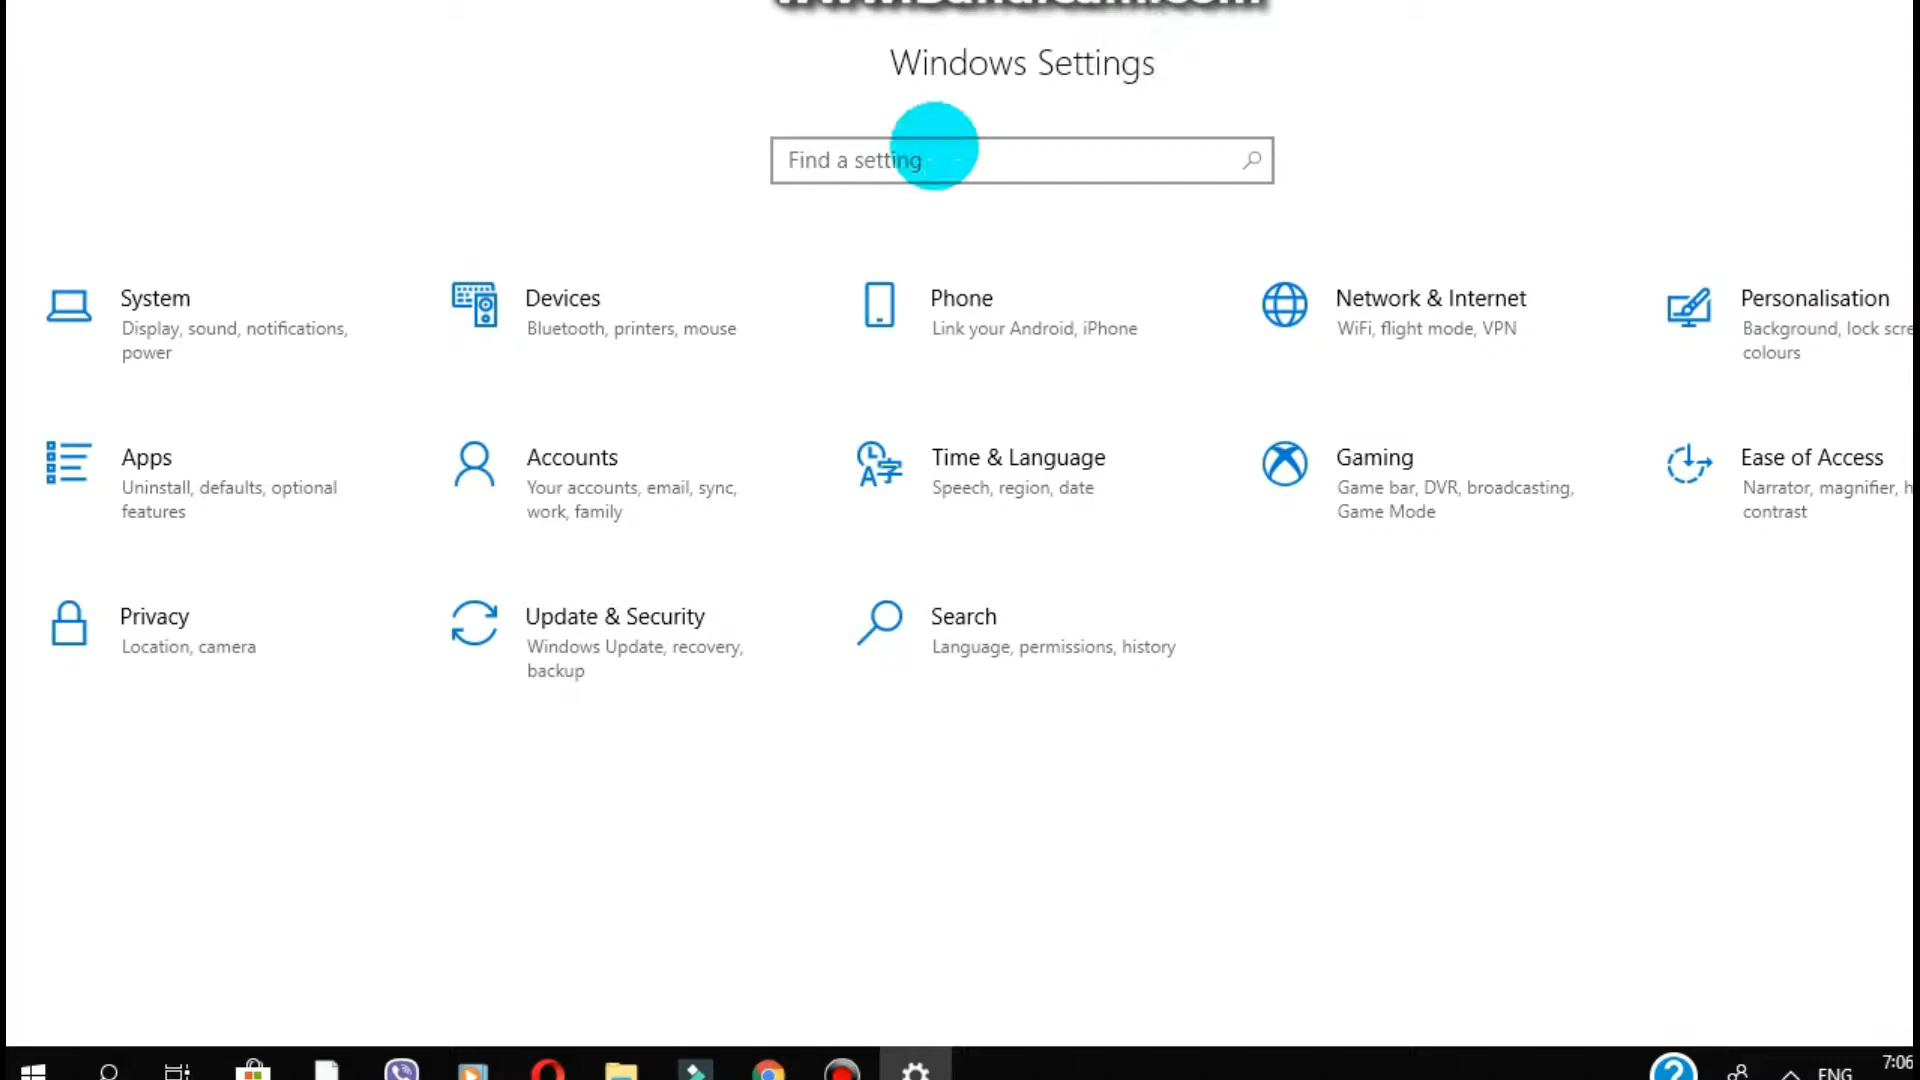 Windows Settings
Find a setting
System
Display, sound, notifications,
power
Devices
Bluetooth, printers, mouse
Phone
Link your Android, iPhone
Network & Internet
WiFi, flight mode, VPN
Personalisation
Background, lock scre
colours
Apps
Uninstall, defaults, optional
features
Accounts
Your accounts, email, sync,
work, family
Time & Language
Speech, region, date
Gaming
Game bar, DVR, broadcasting,
Game Mode
Ease of Access
Narrator, magnifier, h
contrast
Privacy
Location, camera
Update & Security
Windows Update, recovery,
backup
Search
Language, permissions, history
ENG
7:06